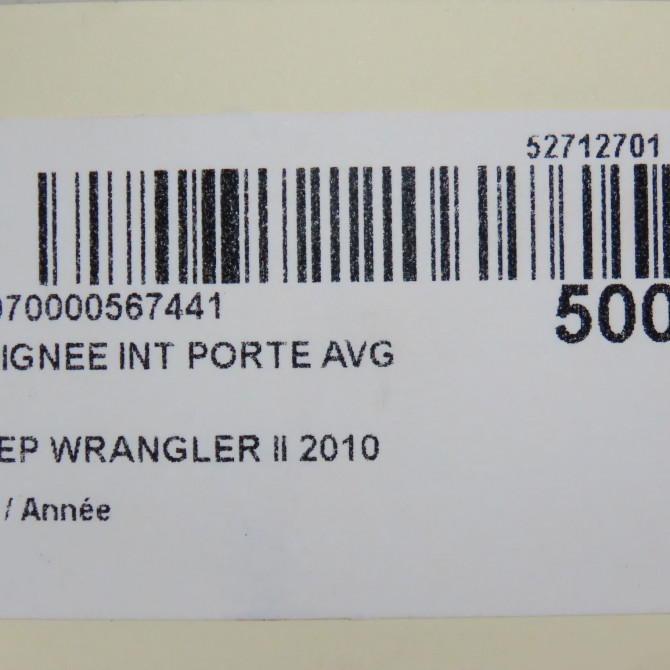 52712701
070000567441
500
IGNEE INT PORTE AVG
EP WRANGLER II 2010
/ Année